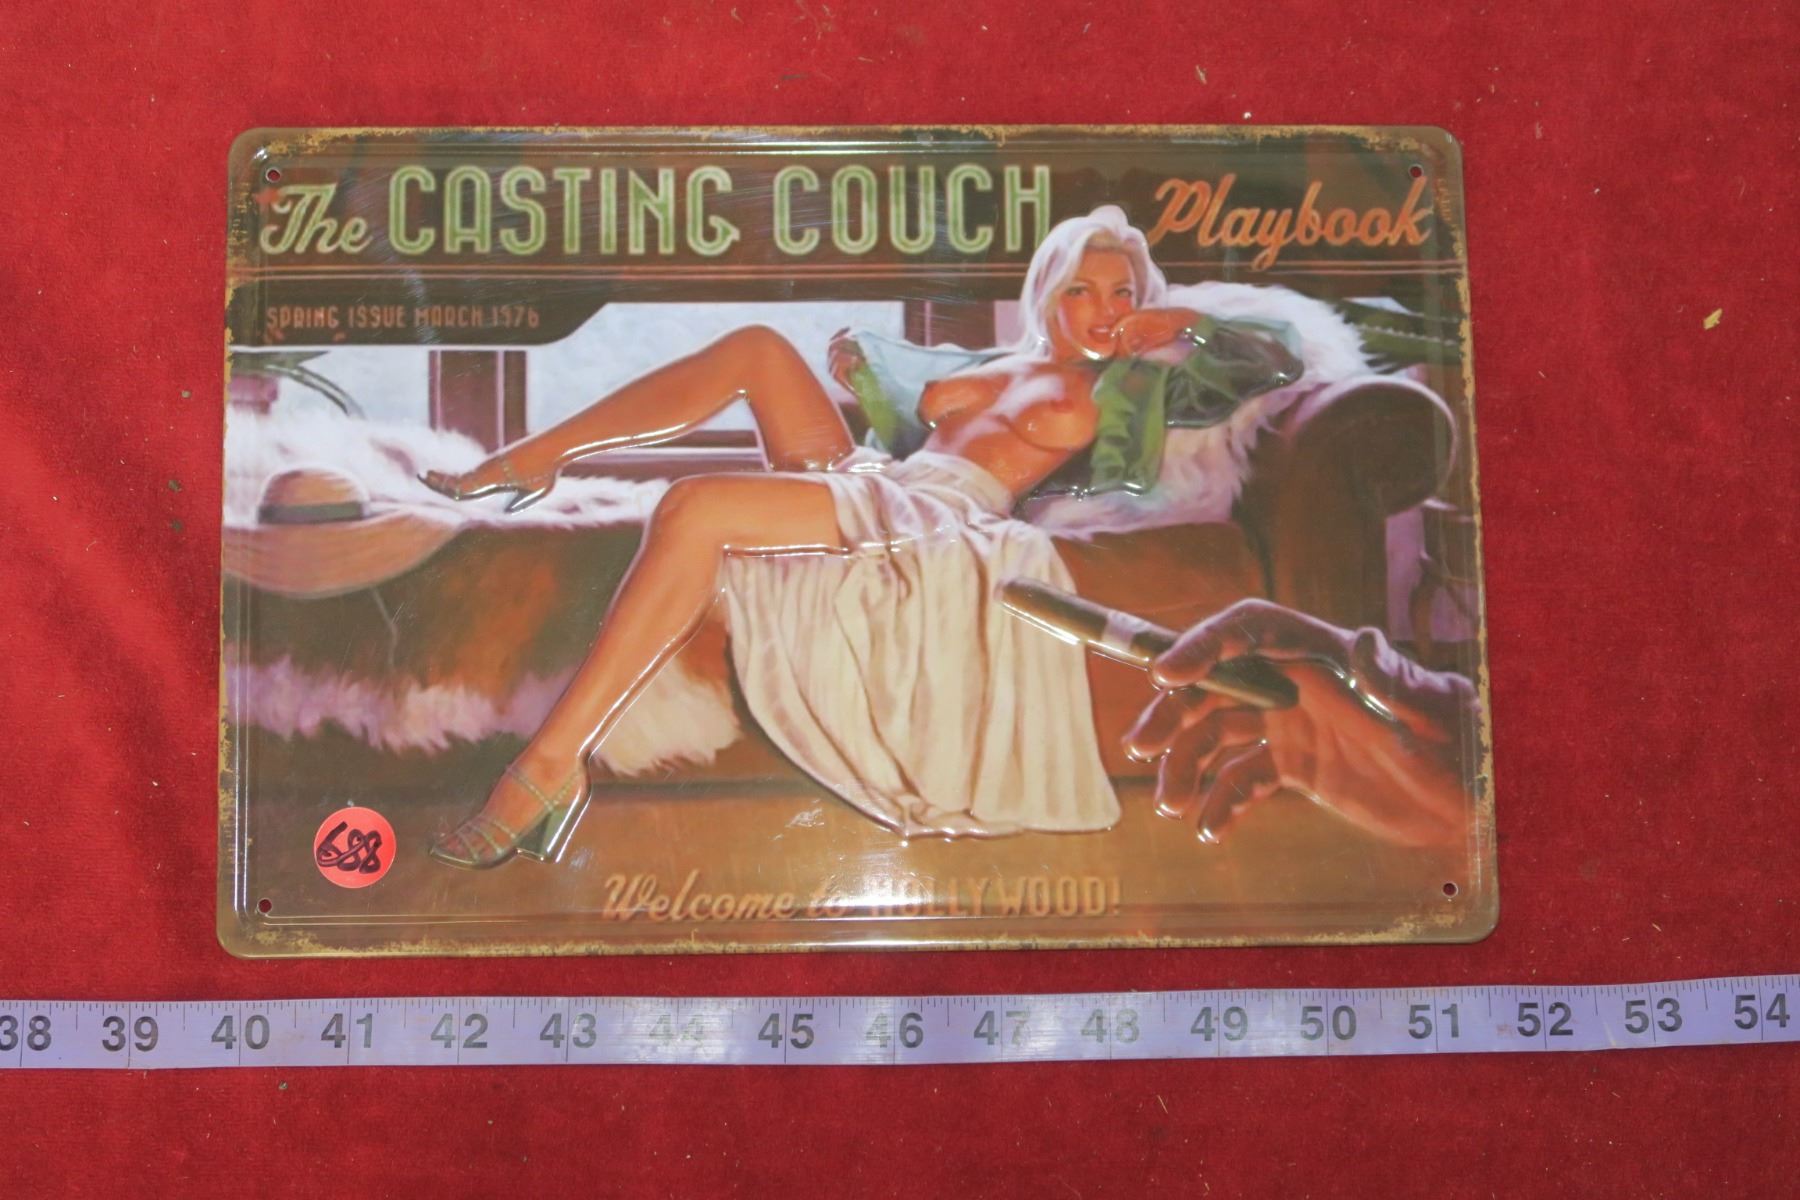 The CASTING COUCH Playbook
SPRING ISSUE MARCH 1976
688
Welcome to HOLLYWOOD!
38 39 40 41 42 43 44 45 46 47 48 49 50 51 52 53 54